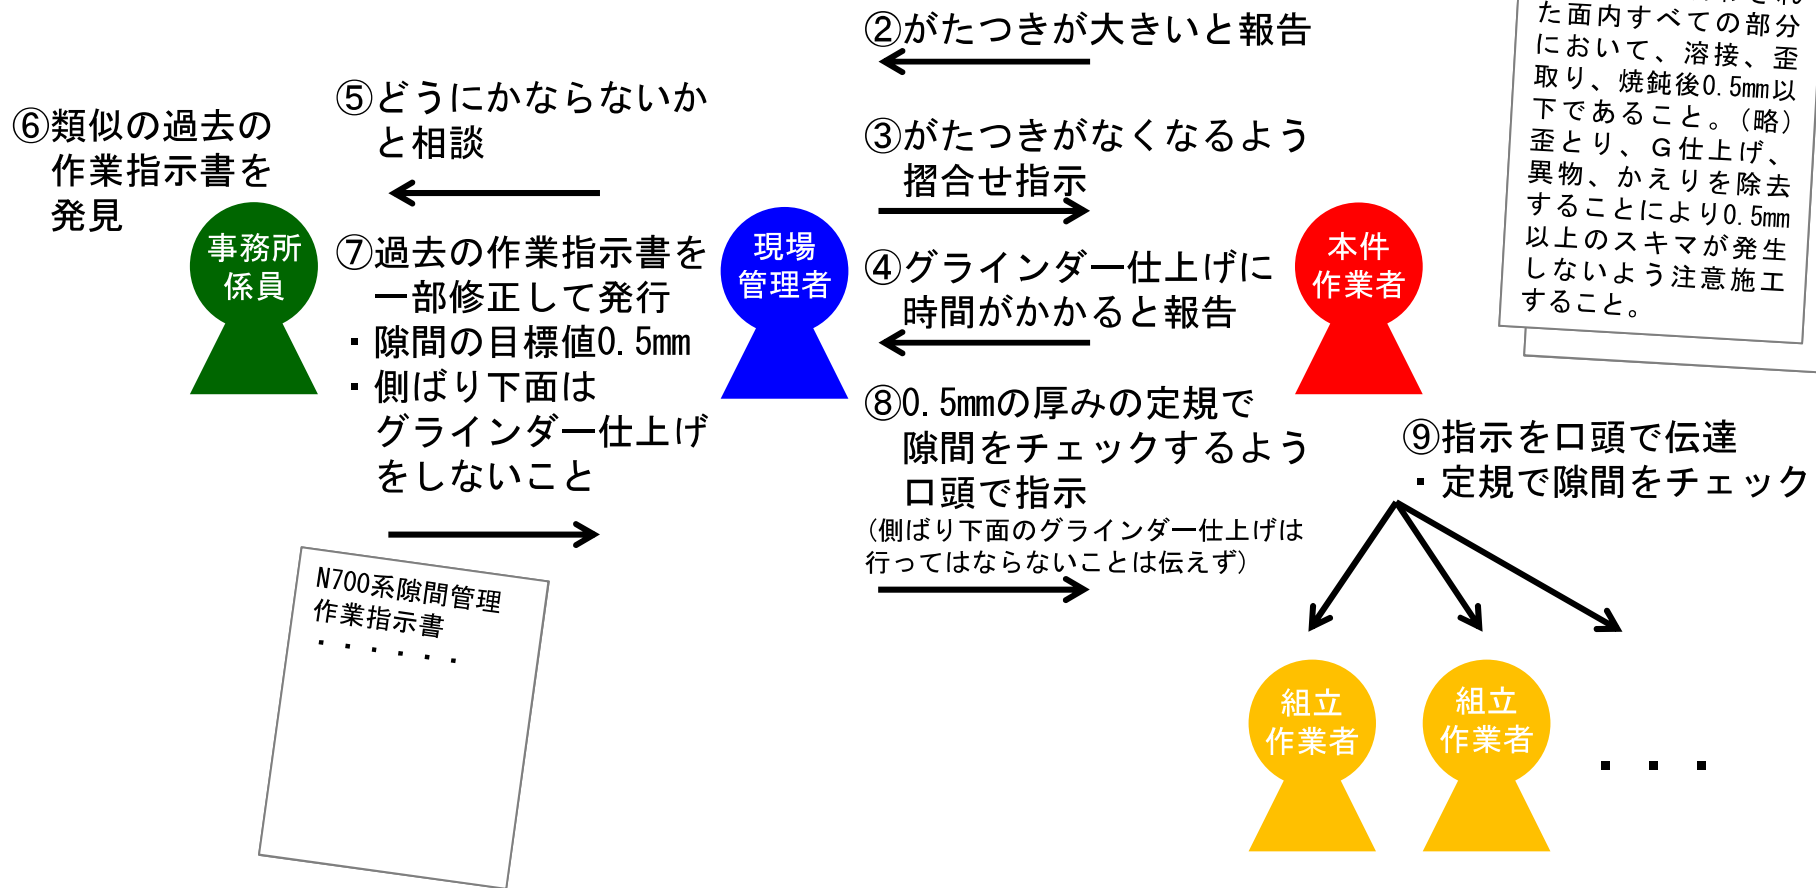 ②がたつきが大きいと報告
た面内すべての部分
において、溶接、歪
取り、焼鈍後0.5mm以
下であること。(略)
歪とり、G仕上げ、
異物、かえりを除去
することにより0.5mm
以上のスキマが発生
しないよう注意施工
すること。
⑤どうにかならないか
と相談
⑥類似の過去の
作業指示書を
発見
③がたつきがなくなるよう
摺合せ指示
事務所
係員
⑦過去の作業指示書を
一部修正して発行
・隙間の目標値0.5mm
・側ばり下面は
グラインダー仕上げ
をしないこと
現場
管理者
④グラインダー仕上げに
時間がかかると報告
本件
作業者
⑧0.5mmの厚みの定規で
隙間をチェックするよう
口頭で指示
(側ばり下面のグラインダー仕上げは
行ってはならないことは伝えず)
⑨指示を口頭で伝達
・定規で隙間をチェック
N700系隙間管理
作業指示書
・・・・・・
組立
作業者
組立
作業者
・・・